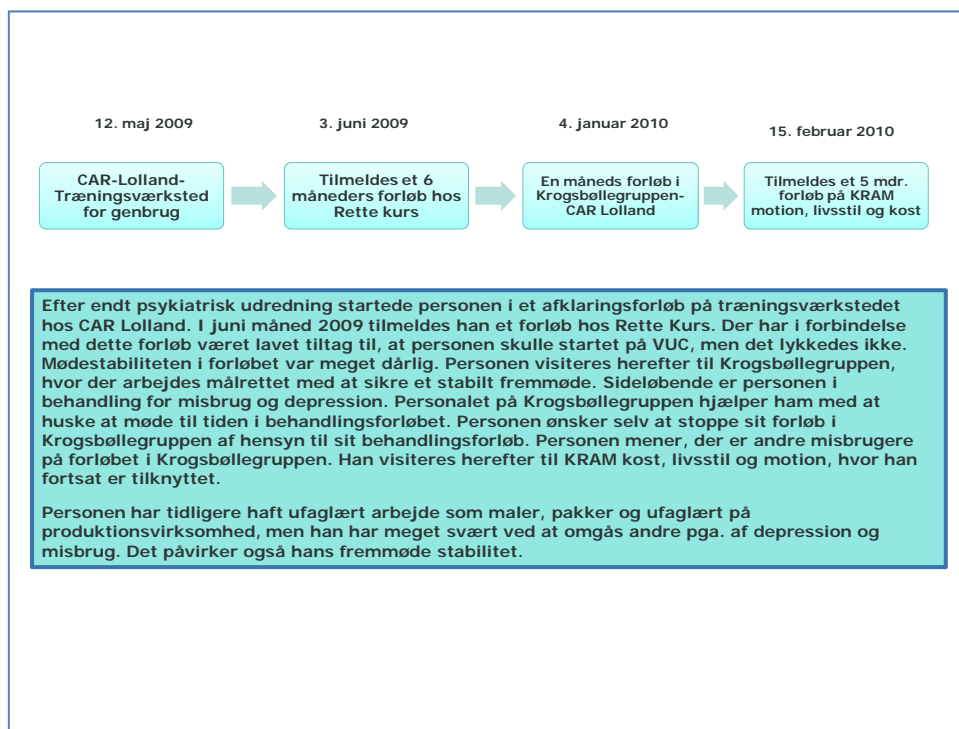 12. maj 2009
3. juni 2009
4. januar 2010
15. februar 2010
CAR-Lolland-
Træningsværksted
for genbrug
Tilmeldes et 6
måneders forløb hos
Rette kurs
En måneds forløb i
Krogsbøllegruppen-
CAR Lolland
Tilmeldes et 5 mdr.
forløb på KRAM
motion, livsstil og kost
Efter endt psykiatrisk udredning startede personen i et afklaringsforløb på træningsværkstedet
hos CAR Lolland. I juni måned 2009 tilmeldes han et forløb hos Rette Kurs. Der har i forbindelse
med dette forløb været lavet tiltag til, at personen skulle startet på VUC, men det lykkedes ikke.
Mødestabiliteten i forløbet var meget dårlig. Personen visiteres herefter til Krogsbøllegruppen,
hvor der arbejdes målrettet med at sikre et stabilt fremmøde. Sideløbende er personen i
behandling for misbrug og depression. Personalet på Krogsbøllegruppen hjælper ham med at
huske at møde til tiden i behandlingsforløbet. Personen ønsker selv at stoppe sit forløb i
Krogsbøllegruppen af hensyn til sit behandlingsforløb. Personen mener, der er andre misbrugere
på forløbet i Krogsbøllegruppen. Han visiteres herefter til KRAM kost, livsstil og motion, hvor han
fortsat er tilknyttet.
Personen har tidligere haft ufaglært arbejde som maler, pakker og ufaglært på
produktionsvirksomhed, men han har meget svært ved at omgås andre pga. af depression og
misbrug. Det påvirker også hans fremmøde stabilitet.